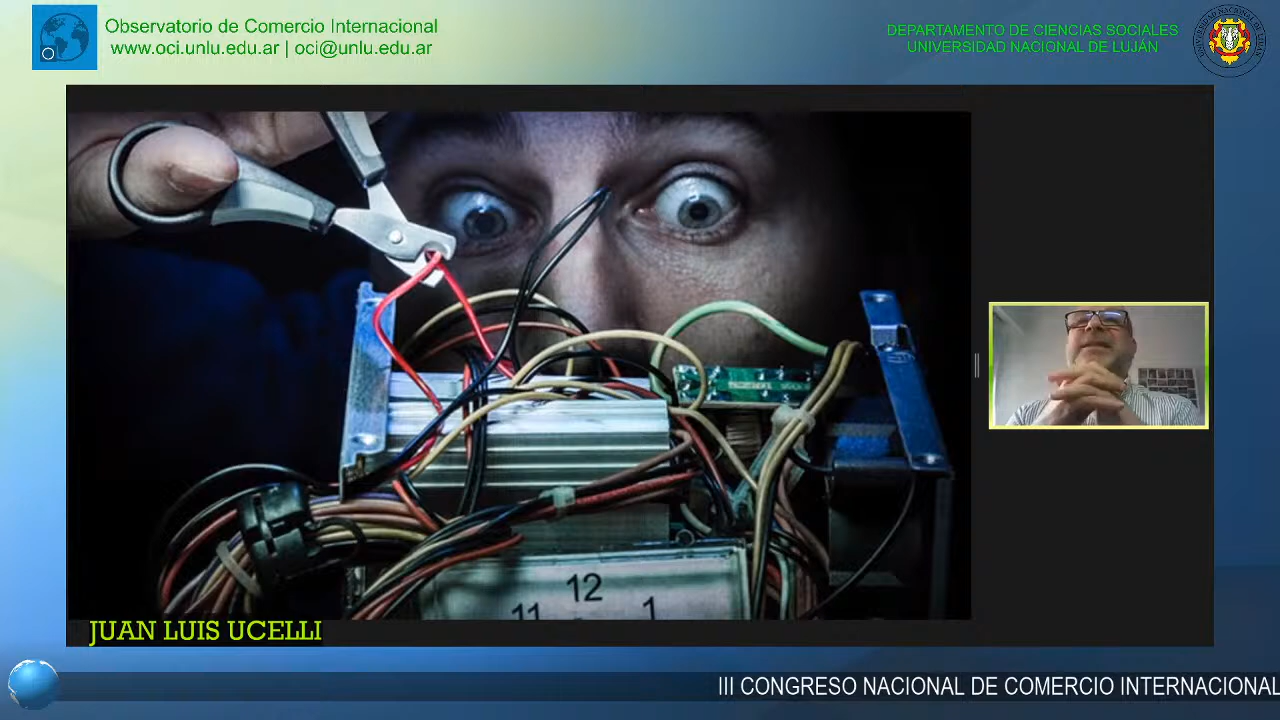 Observatorio de Comercio Internacional
www.oci.unlu.edu.ar | oci@unlu.edu.ar
DEPARTAMENTO DE CIENCIAS SOCIALES
UNIVERSIDAD NACIONAL DE LUJÁN
12
11
1
JUAN LUIS UCELLI
III CONGRESO NACIONAL DE COMERCIO INTERNACIONAL